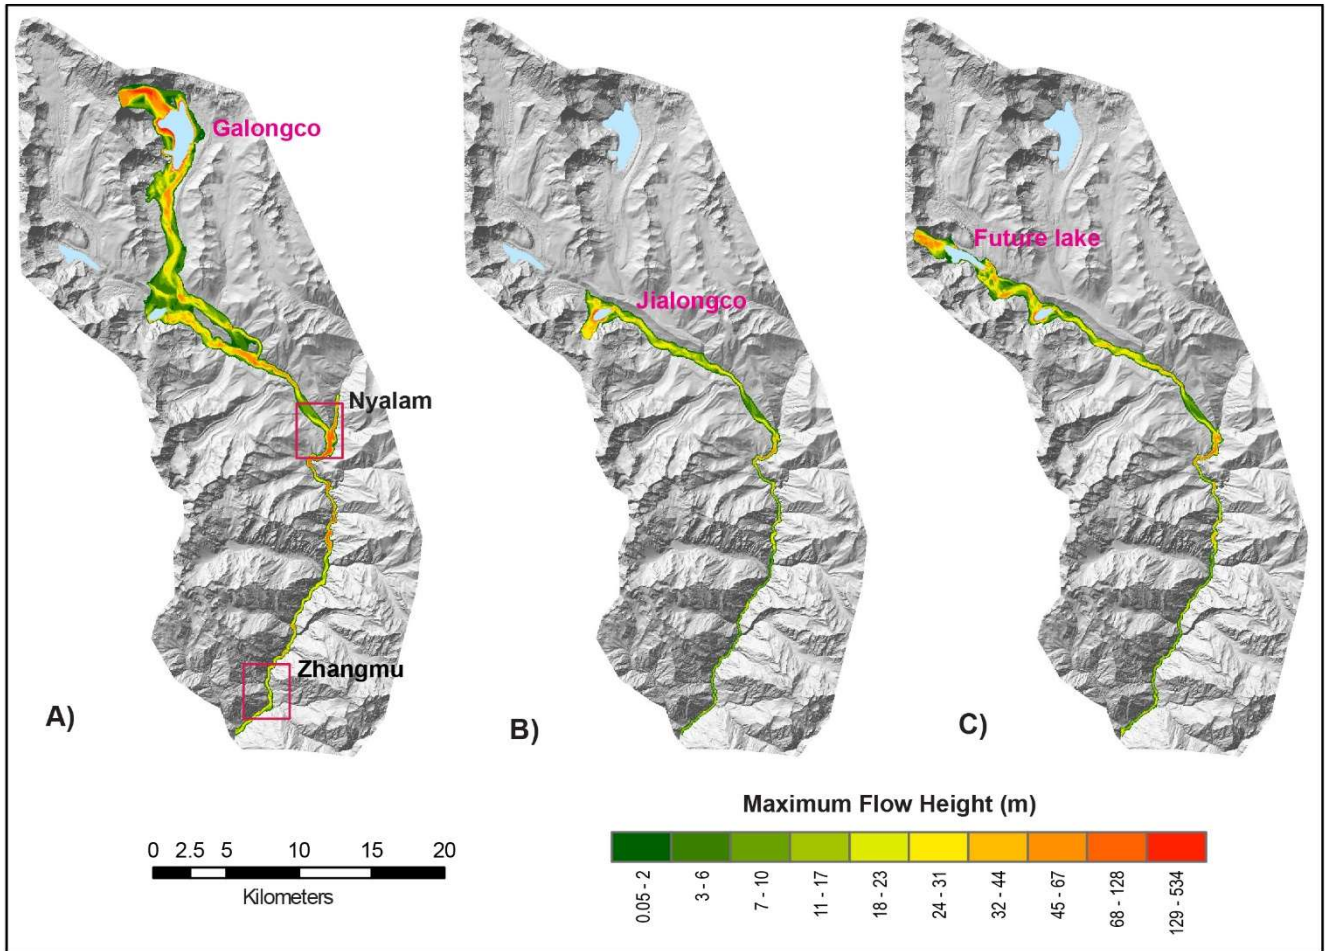 Galongco
Nyalam
Zhangmu
A)
Jialongco
B)
Future lake
C)
Maximum Flow Height (m)
0.05 - 2
3 - 6
7 - 10
11 - 17
18 - 23
24 - 31
32 - 44
45 - 67
68 - 128
129 - 534
0 2.5 5 10 15 20
Kilometers